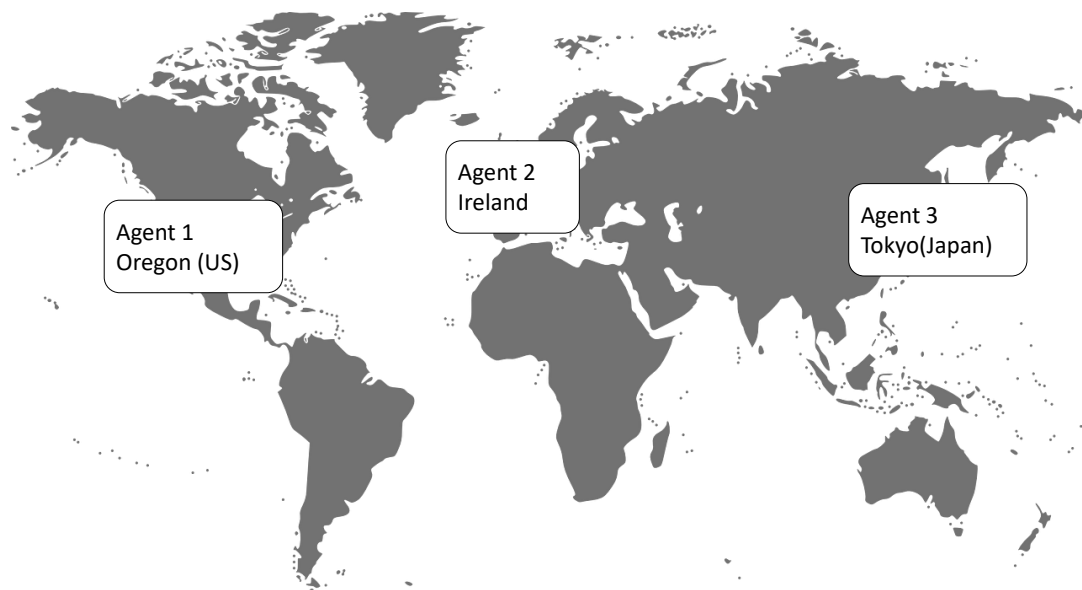 Agent 1
Oregon (US)
Agent 2
Ireland
Agent 3
Tokyo(Japan)